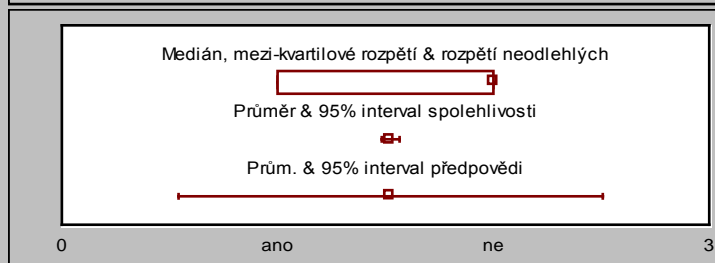 Medián, mezi-kvartilové rozpětí & rozpětí neodlehlých
Průměr & 95% interval spolehlivosti
Prům. & 95% interval předpovědi
0 ano ne 3